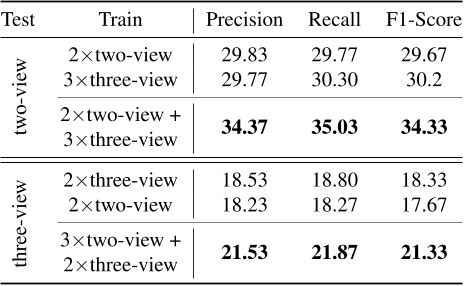 Test Train Precision Recall F1-Score
two-view
2×two-view 29.83 29.77 29.67
3×three-view 29.77 30.30 30.2
2×two-view +
3×three-view 34.37 35.03 34.33
three-view
2×three-view 18.53 18.80 18.33
2×two-view 18.23 18.27 17.67
3×two-view +
2×three-view 21.53 21.87 21.33